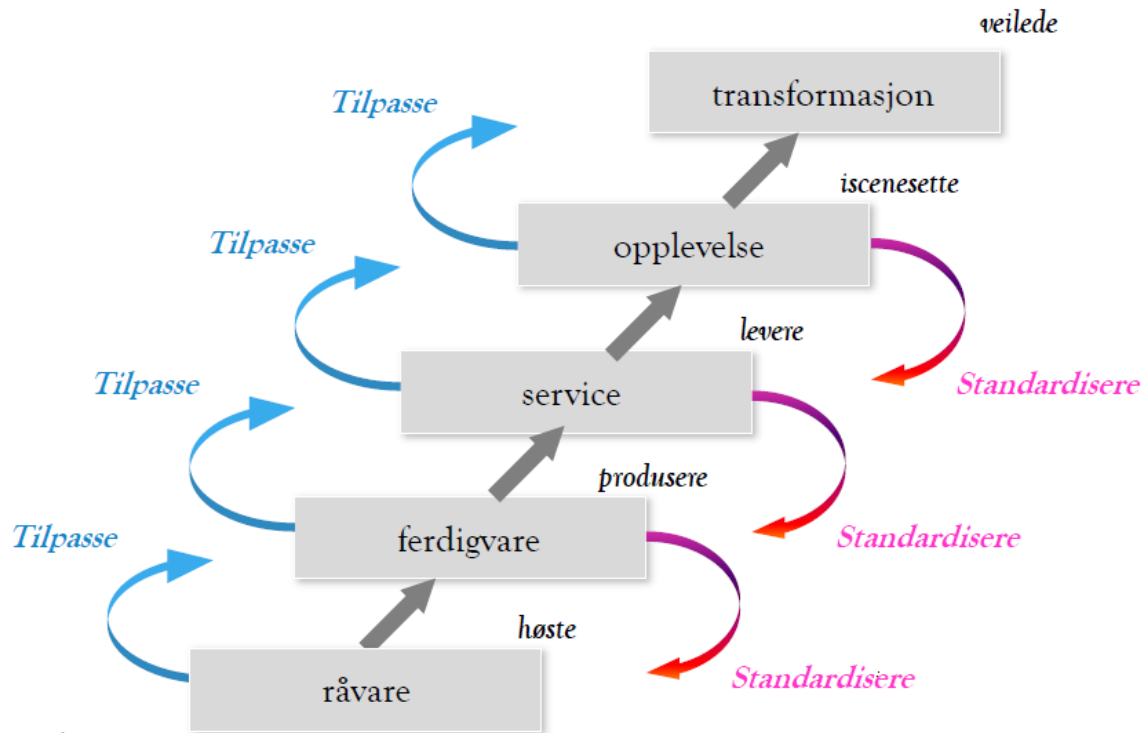 veilede
transformasjon
Tilpasse
iscenesette
opplevelse
Tilpasse
levere
service
Tilpasse
Standardisere
produsere
ferdigvare
Tilpasse
Standardisere
høste
råvare
Standardisere